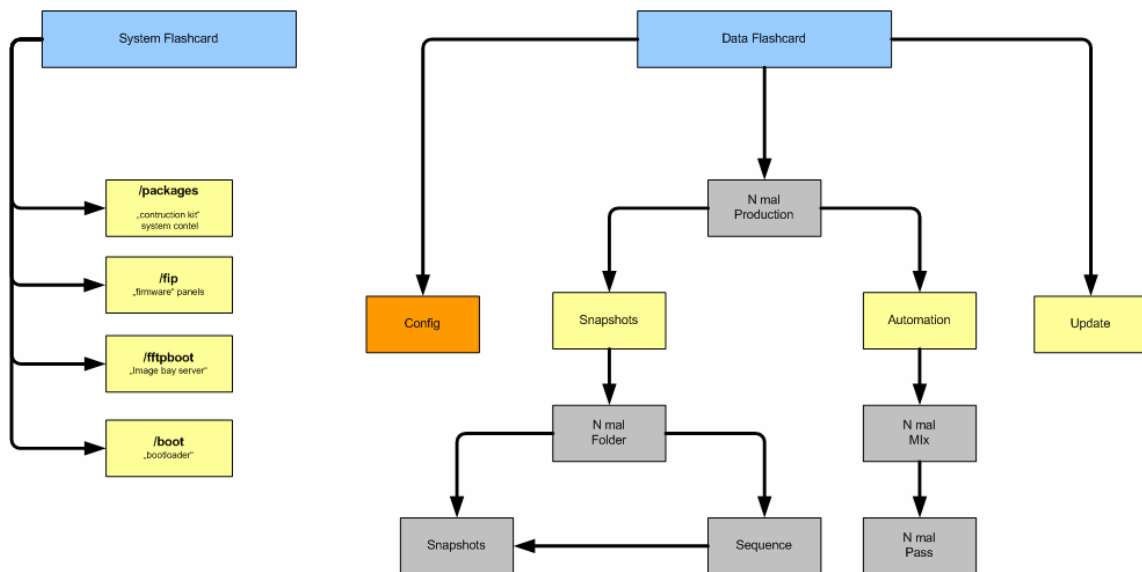 System Flashcard
/packages
„contruction kit“
system contel
/fip
„firmware“ panels
/fftpboot
„Image bay server“
/boot
„bootloader“
Data Flashcard
N mal
Production
Config
Snapshots
Automation
Update
N mal
Folder
N mal
MIx
Snapshots
Sequence
N mal
Pass